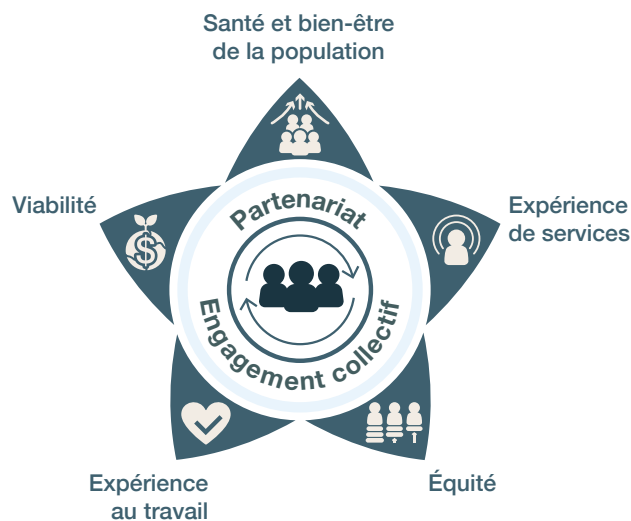 Santé et bien-être
de la population
Viabilité
Expérience
de services
Partenariat
Engagement collectif
Expérience
au travail
Équité